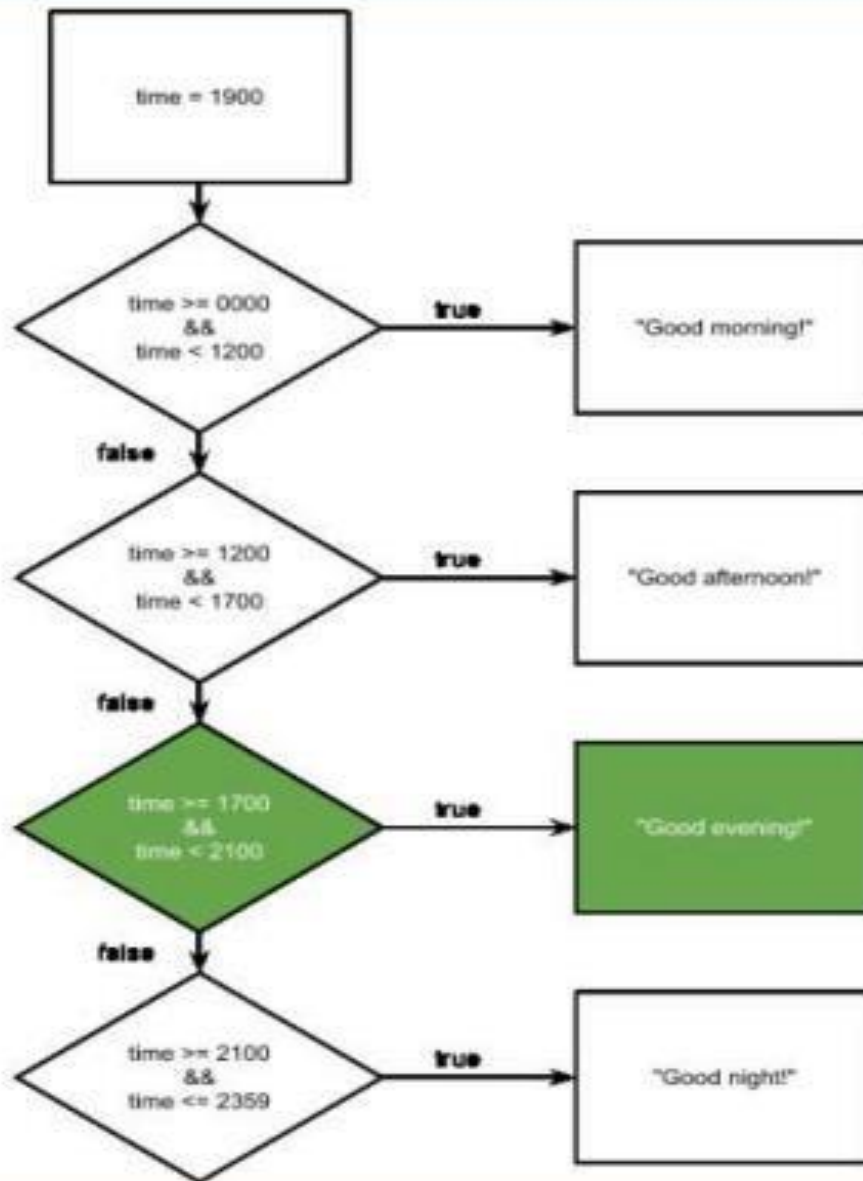 time = 1900
time >= 0000
&&
time < 1200
true
"Good morning!"
false
time >= 1200
&&
time < 1700
true
"Good afternoon!"
false
time >= 1700
&&
time < 2100
true
"Good evening!"
false
time >= 2100
&&
time <= 2359
true
"Good night!"